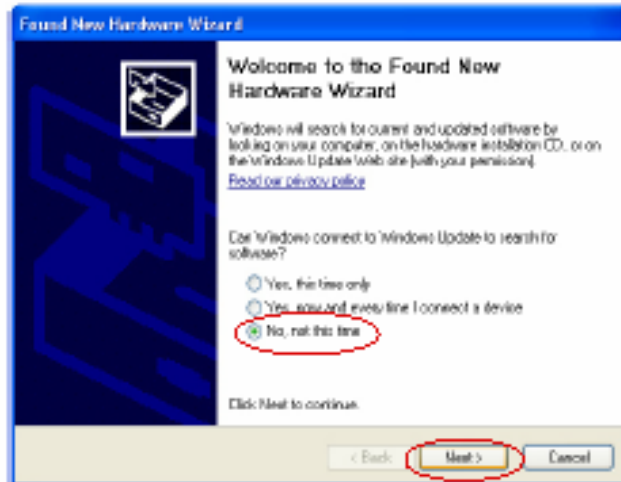 Found New Hardware Wizard
Welcome to the Found New
Hardware Wizard
Windows will search for current and updated software by
looking on your computer, on the hardware installation CD, or on
the Windows Update Web site (with your permission).
Read our privacy policy
Can Windows connect to Windows Update to search for
software?
Yes, this time only
Yes, now and every time I connect a device
No, not this time
Click Next to continue.
< Back
Next >
Cancel